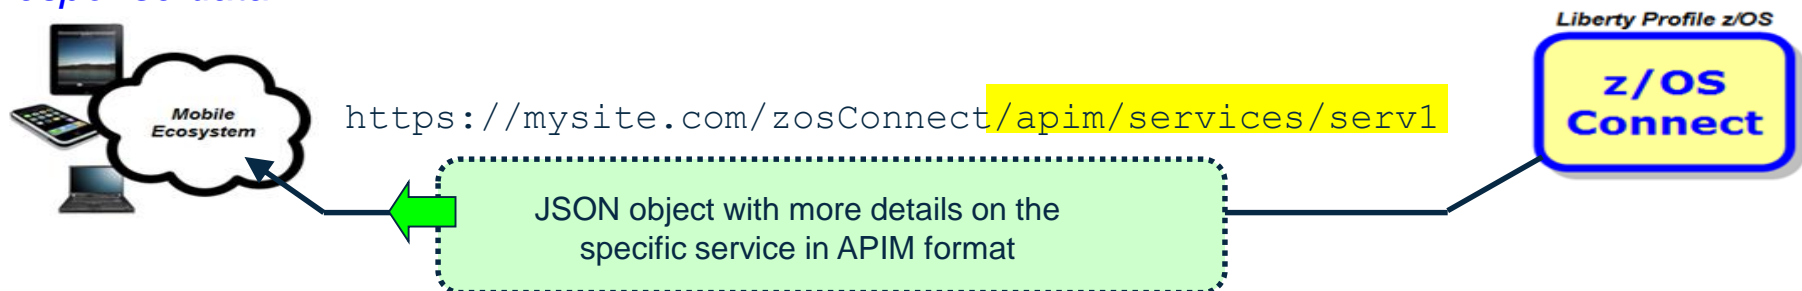 Liberty Profile z/OS
Mobile
Ecosystem
https://mysite.com/zosConnect/apim/services/serv1
z/OS
Connect
JSON object with more details on the
specific service in APIM format